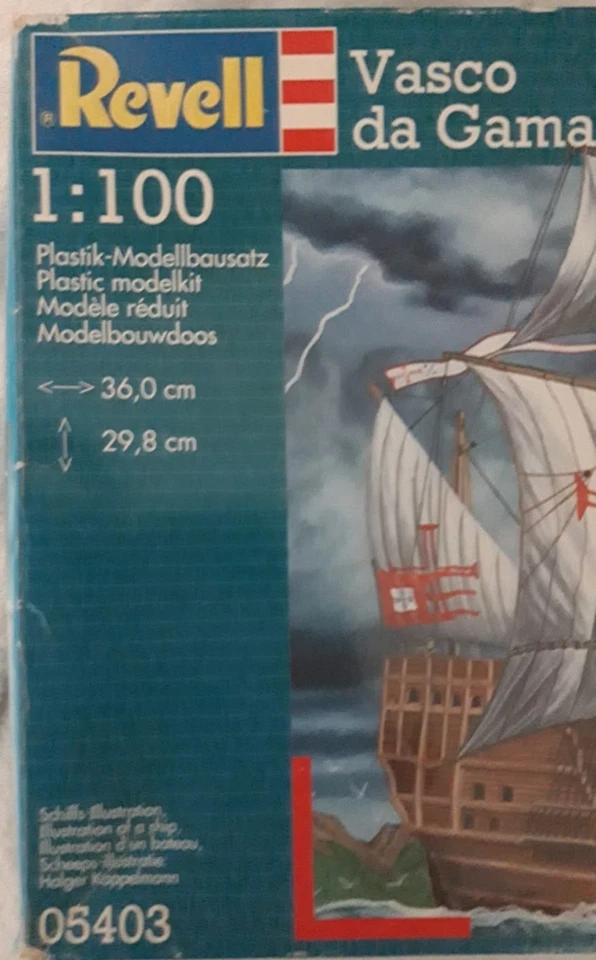 ® Revell
Vasco
da Gama
1:100
Plastik-Modellbausatz
Plastic modelkit
Modèle réduit
Modelbouwdoos
36,0 cm
29,8 cm
Schiffs-Illustration,
Illustration of a ship,
Illustration d'un bateau,
Scheeps-illustratie:
Holger Koppelmann
05403